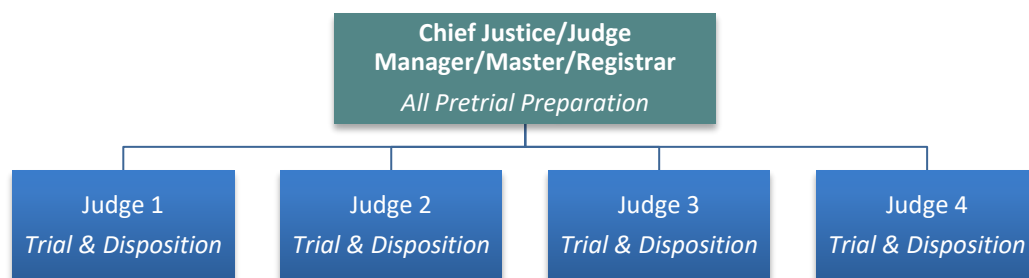 Chief Justice/Judge
Manager/Master/Registrar
All Pretrial Preparation
Judge 1
Trial & Disposition
Judge 2
Trial & Disposition
Judge 3
Trial & Disposition
Judge 4
Trial & Disposition